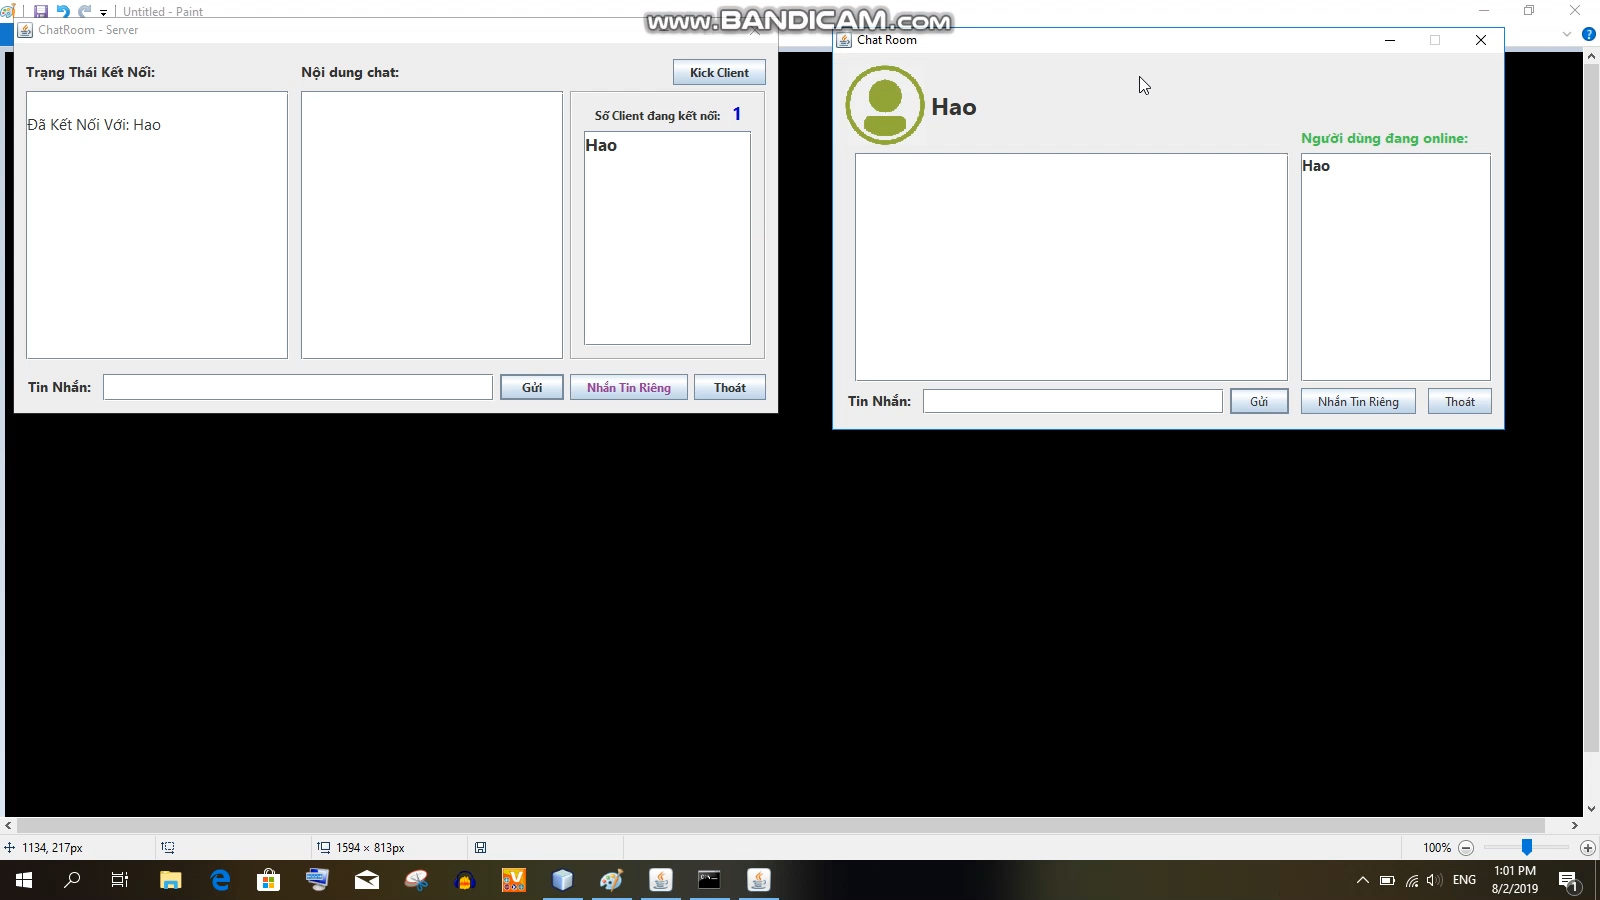 Untitled - Paint
www.BANDICAM.com
ChatRoom - Server
Trạng Thái Kết Nối:
Nội dung chat:
Kick Client
Đã Kết Nối Với: Hao
Số Client đang kết nối: 1
Hao
Tin Nhắn:
Gửi
Nhắn Tin Riêng
Thoát
Chat Room
Hao
Người dùng đang online:
Hao
Tin Nhắn:
Gửi
Nhắn Tin Riêng
Thoát
1134, 217px
1594 × 813px
100%
ENG
1:01 PM
8/2/2019
1